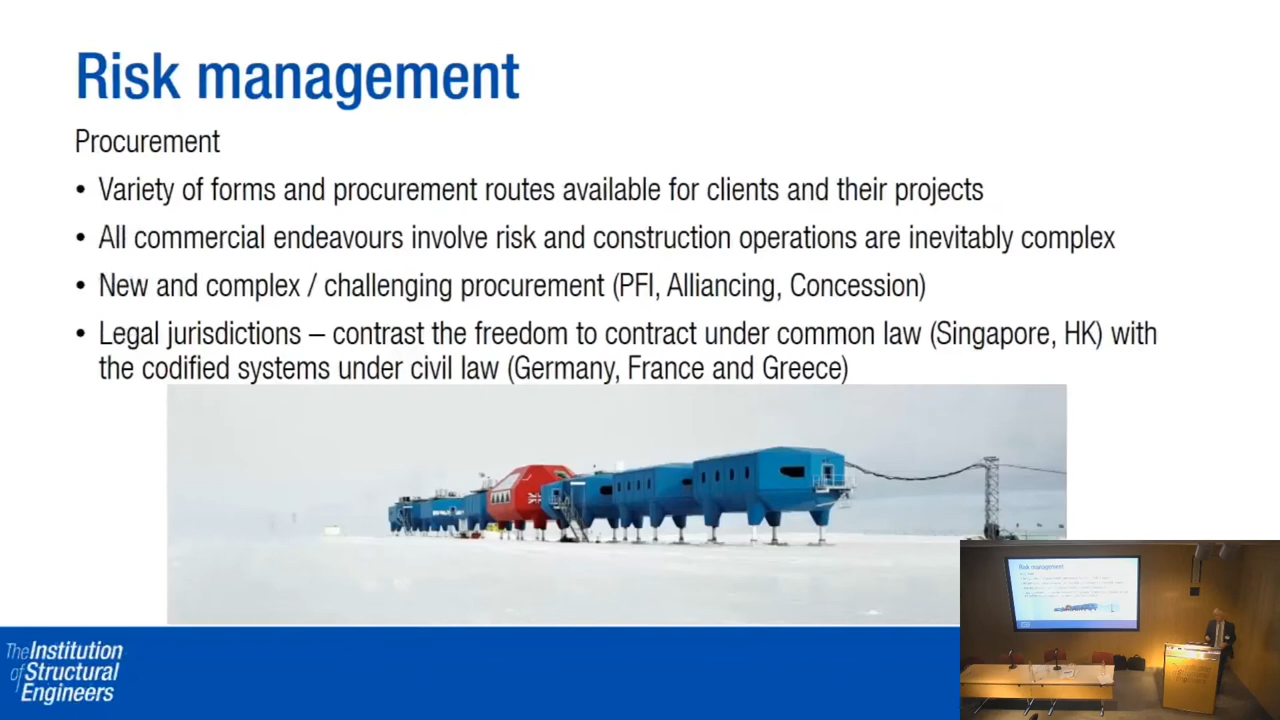 Risk management
Procurement
• Variety of forms and procurement routes available for clients and their projects
• All commercial endeavours involve risk and construction operations are inevitably complex
• New and complex / challenging procurement (PFI, Alliancing, Concession)
• Legal jurisdictions – contrast the freedom to contract under common law (Singapore, HK) with
the codified systems under civil law (Germany, France and Greece)
The Institution
of Structural
Engineers
Risk management